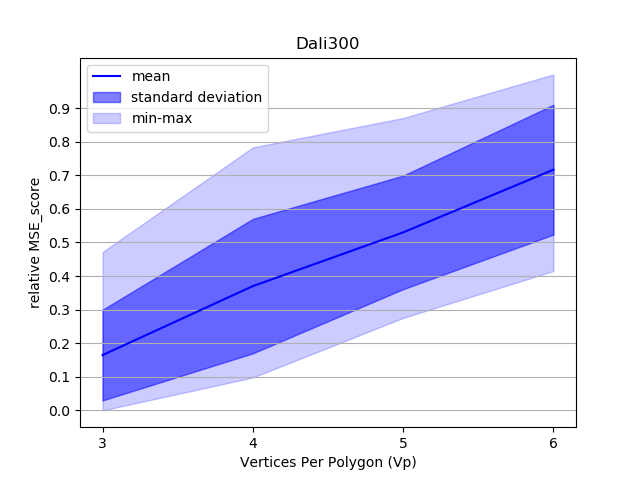 Dali300
mean
standard deviation
min-max
relative MSE_score
0.9
0.8
0.7
0.6
0.5
0.4
0.3
0.2
0.1
0.0
3 4 5 6
Vertices Per Polygon (Vp)